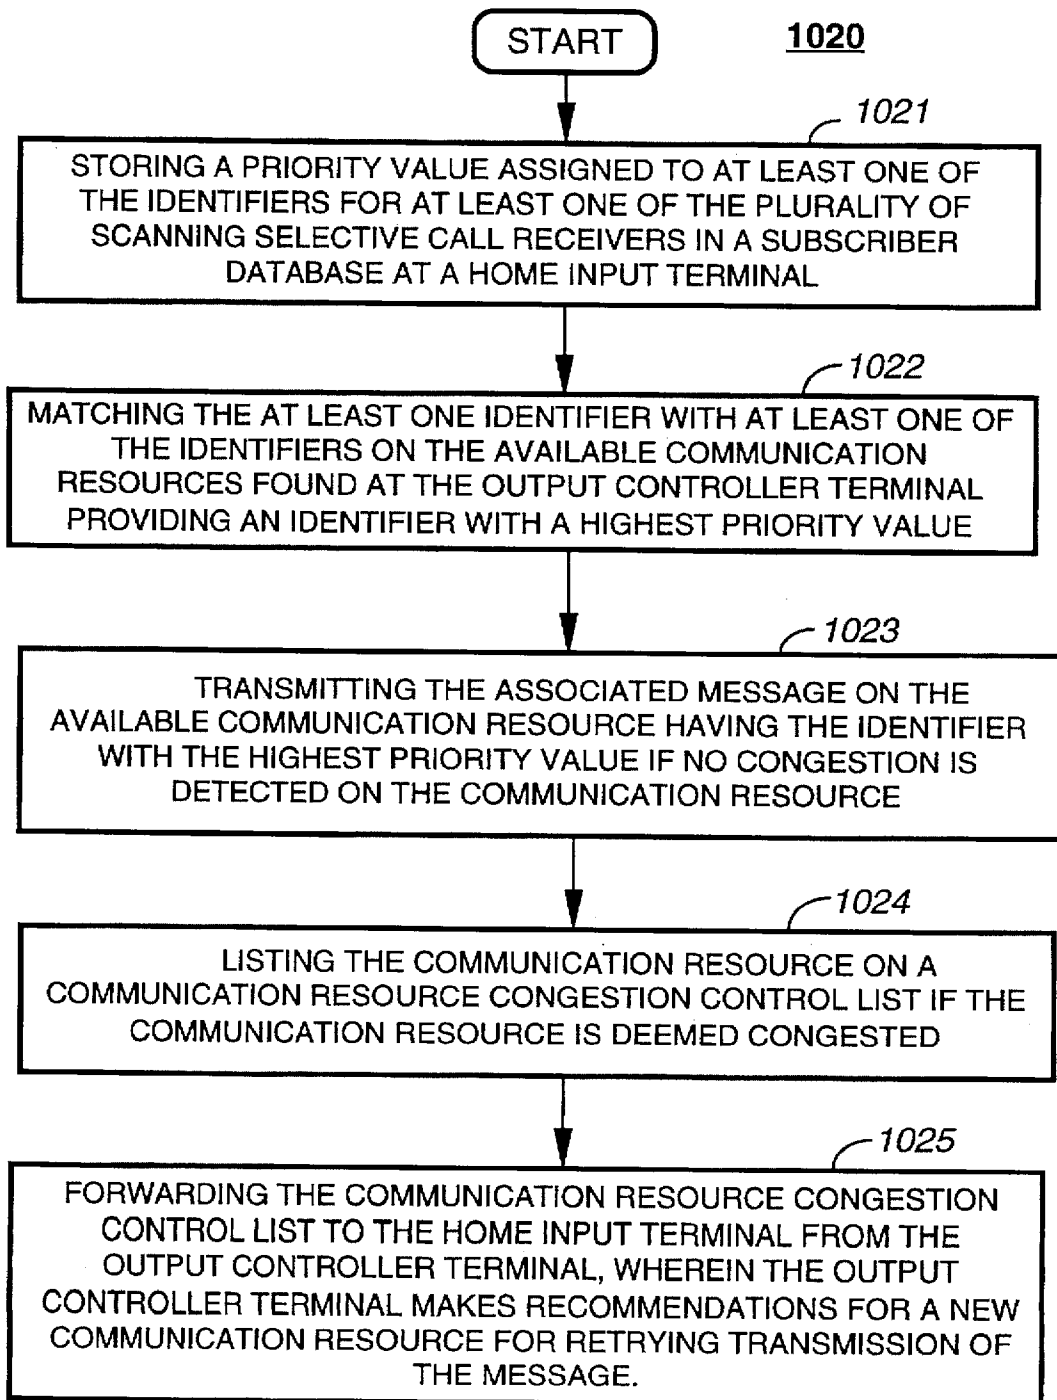 START
1020
1021
STORING A PRIORITY VALUE ASSIGNED TO AT LEAST ONE OF
THE IDENTIFIERS FOR AT LEAST ONE OF THE PLURALITY OF
SCANNING SELECTIVE CALL RECEIVERS IN A SUBSCRIBER
DATABASE AT A HOME INPUT TERMINAL
1022
MATCHING THE AT LEAST ONE IDENTIFIER WITH AT LEAST ONE OF
THE IDENTIFIERS ON THE AVAILABLE COMMUNICATION
RESOURCES FOUND AT THE OUTPUT CONTROLLER TERMINAL
PROVIDING AN IDENTIFIER WITH A HIGHEST PRIORITY VALUE
1023
TRANSMITTING THE ASSOCIATED MESSAGE ON THE
AVAILABLE COMMUNICATION RESOURCE HAVING THE IDENTIFIER
WITH THE HIGHEST PRIORITY VALUE IF NO CONGESTION IS
DETECTED ON THE COMMUNICATION RESOURCE
1024
LISTING THE COMMUNICATION RESOURCE ON A
COMMUNICATION RESOURCE CONGESTION CONTROL LIST IF THE
COMMUNICATION RESOURCE IS DEEMED CONGESTED
1025
FORWARDING THE COMMUNICATION RESOURCE CONGESTION
CONTROL LIST TO THE HOME INPUT TERMINAL FROM THE
OUTPUT CONTROLLER TERMINAL, WHEREIN THE OUTPUT
CONTROLLER TERMINAL MAKES RECOMMENDATIONS FOR A NEW
COMMUNICATION RESOURCE FOR RETRYING TRANSMISSION OF
THE MESSAGE.